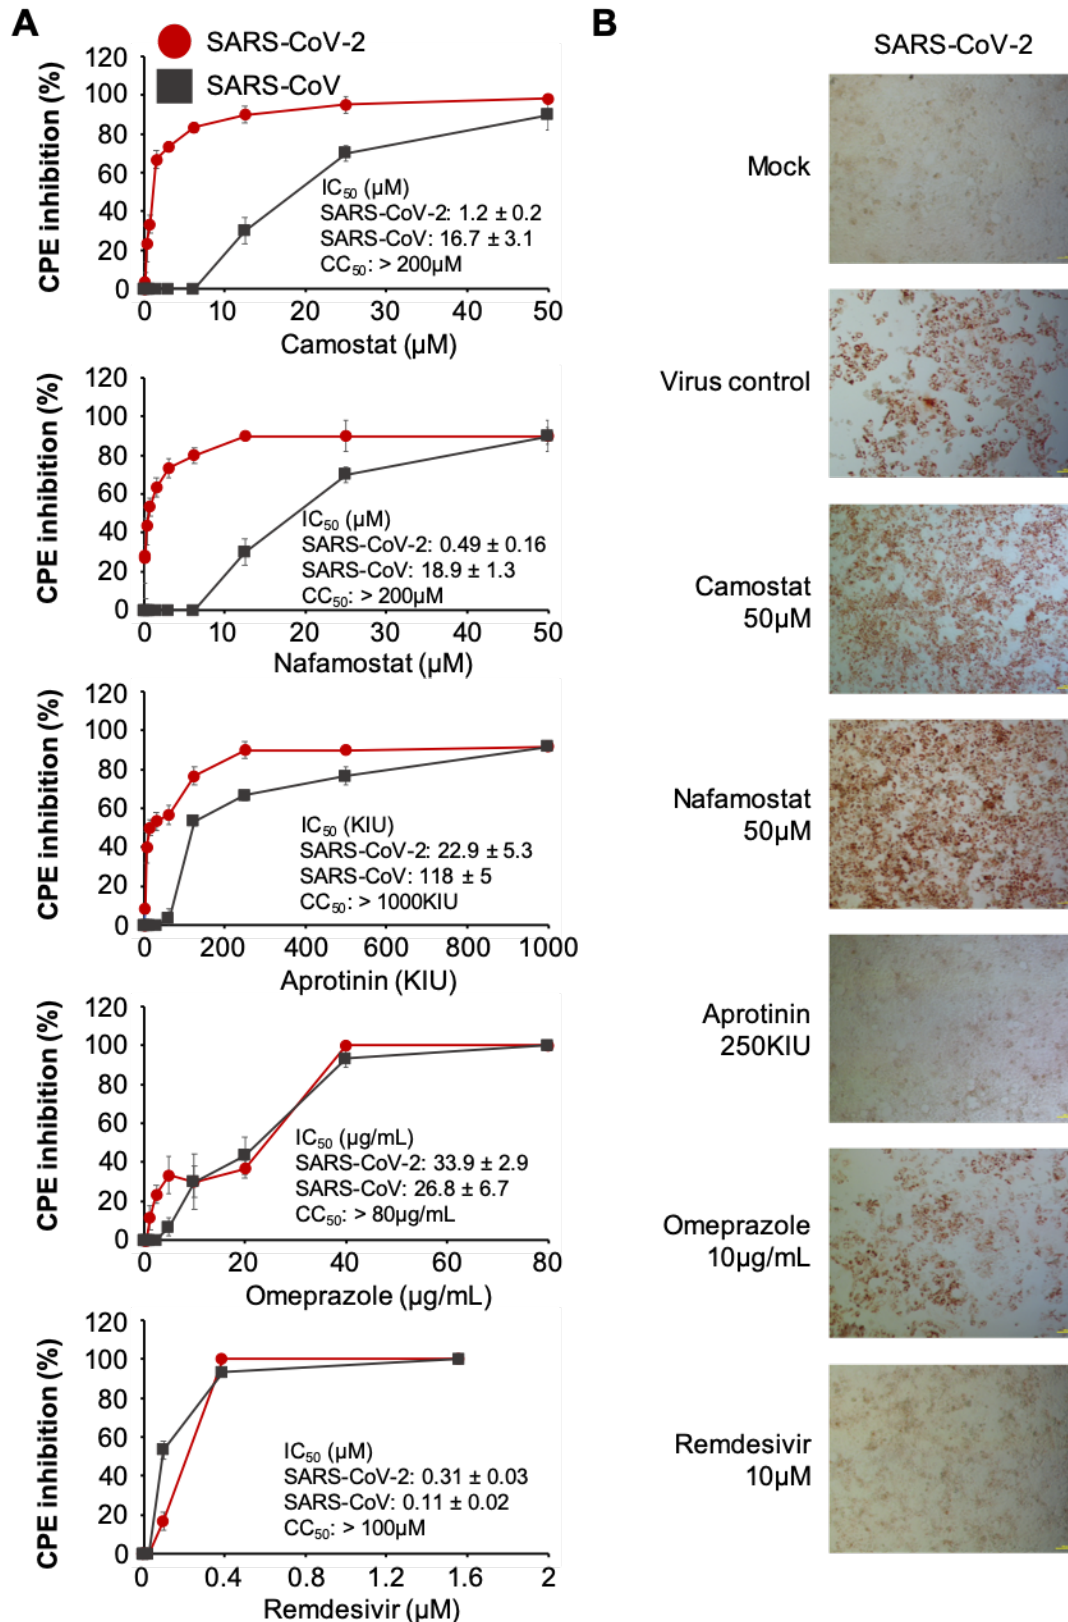 A
SARS-CoV-2
SARS-CoV
120
100
80
60
40
20
0
CPE inhibition (%)
IC50 (µM)
SARS-CoV-2: 1.2 ± 0.2
SARS-CoV: 16.7 ± 3.1
CC50: > 200µM
0 10 20 30 40 50
Camostat (µM)
120
100
80
60
40
20
0
CPE inhibition (%)
IC50 (µM)
SARS-CoV-2: 0.49 ± 0.16
SARS-CoV: 18.9 ± 1.3
CC50: > 200µM
0 10 20 30 40 50
Nafamostat (µM)
120
100
80
60
40
20
0
CPE inhibition (%)
IC50 (KIU)
SARS-CoV-2: 22.9 ± 5.3
SARS-CoV: 118 ± 5
CC50: > 1000KIU
0 200 400 600 800 1000
Aprotinin (KIU)
120
100
80
60
40
20
0
CPE inhibition (%)
IC50 (µg/mL)
SARS-CoV-2: 33.9 ± 2.9
SARS-CoV: 26.8 ± 6.7
CC50: > 80µg/mL
0 20 40 60 80
Omeprazole (µg/mL)
120
100
80
60
40
20
0
CPE inhibition (%)
IC50 (µM)
SARS-CoV-2: 0.31 ± 0.03
SARS-CoV: 0.11 ± 0.02
CC50: > 100µM
0 0.4 0.8 1.2 1.6 2
Remdesivir (µM)
B
SARS-CoV-2
Mock
Virus control
Camostat
50µM
Nafamostat
50µM
Aprotinin
250KIU
Omeprazole
10µg/mL
Remdesivir
10µM